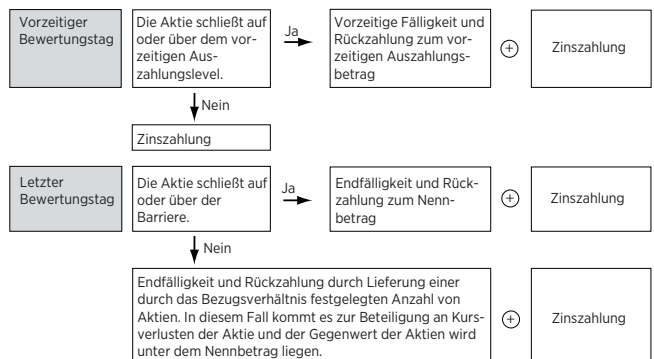 Vorzeitiger
Bewertungstag
Die Aktie schließt auf
oder über dem vor-
zeitigen Aus-
zahlungslevel.
Ja
Vorzeitige Fälligkeit und
Rückzahlung zum vor-
zeitigen Auszahlungs-
betrag
+
Zinszahlung
Nein
Zinszahlung
Letzter
Bewertungstag
Die Aktie schließt auf
oder über der
Barriere.
Ja
Endfälligkeit und Rück-
zahlung zum Nenn-
betrag
+
Zinszahlung
Nein
Endfälligkeit und Rückzahlung durch Lieferung einer
durch das Bezugsverhältnis festgelegten Anzahl von
Aktien. In diesem Fall kommt es zur Beteiligung an Kurs-
verlusten der Aktie und der Gegenwert der Aktien wird
unter dem Nennbetrag liegen.
+
Zinszahlung